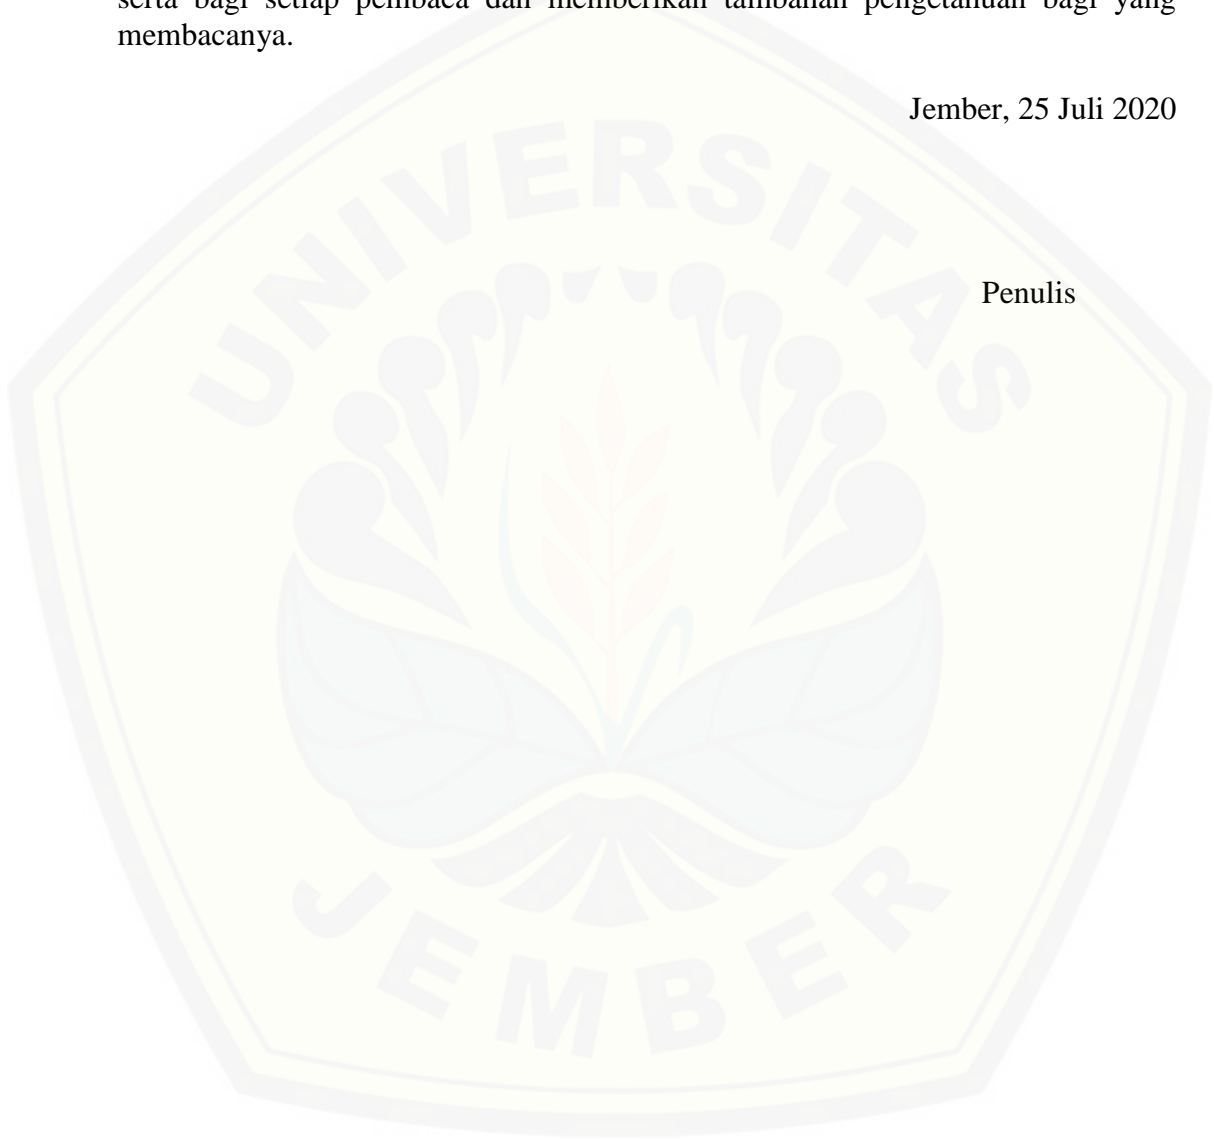 serta bagi setiap pembaca dan memberikan tambahan pengetahuan bagi yang
membacanya.
Jember, 25 Juli 2020
UNIVERSITAS
Penulis
JEMBER